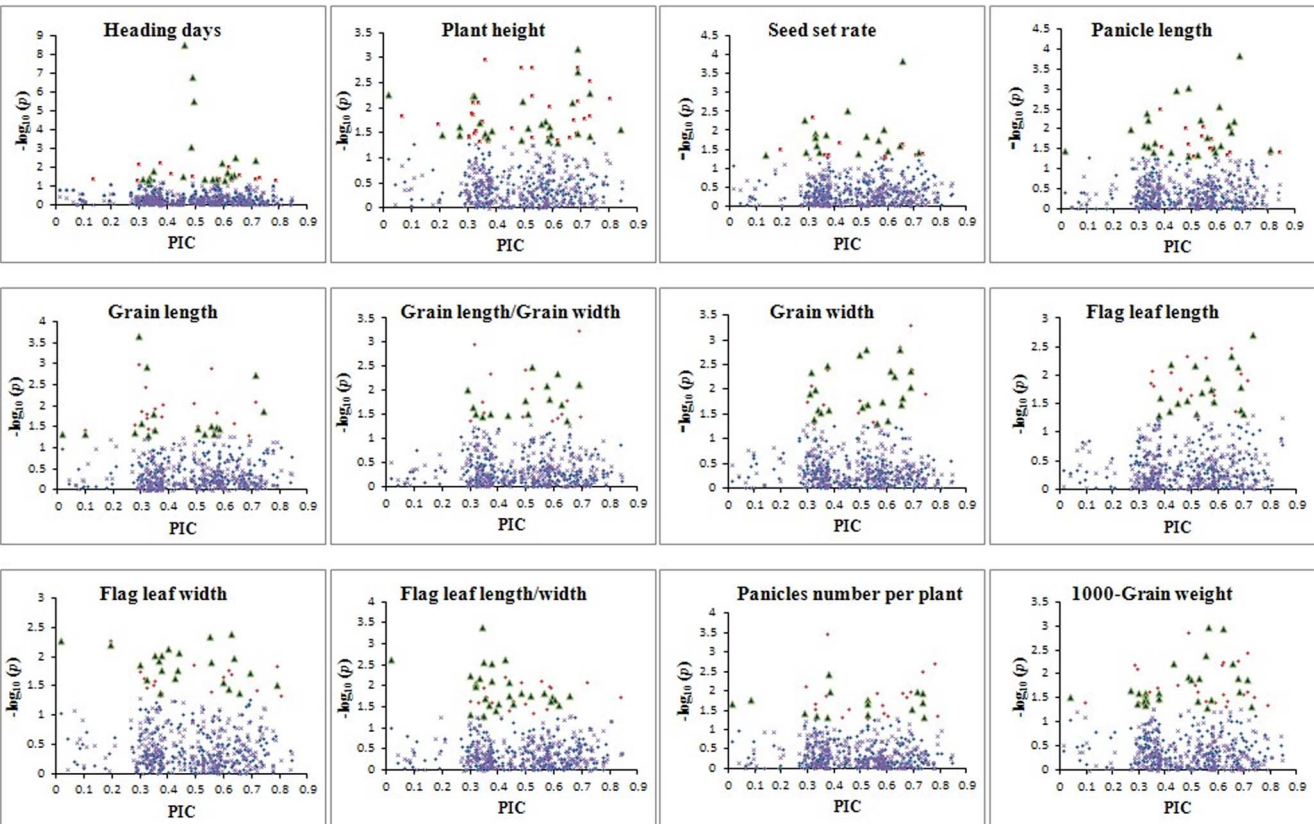 Heading days
9
8
7
6
5
4
3
2
1
0
-log10 (p)
0 0.1 0.2 0.3 0.4 0.5 0.6 0.7 0.8 0.9
PIC
Plant height
3.5
3
2.5
2
1.5
1
0.5
0
-log10 (p)
0 0.1 0.2 0.3 0.4 0.5 0.6 0.7 0.8 0.9
PIC
Seed set rate
4.5
4
3.5
3
2.5
2
1.5
1
0.5
0
-log10 (p)
0 0.1 0.2 0.3 0.4 0.5 0.6 0.7 0.8 0.9
PIC
Panicle length
4.5
4
3.5
3
2.5
2
1.5
1
0.5
0
-log10 (p)
0 0.1 0.2 0.3 0.4 0.5 0.6 0.7 0.8 0.9
PIC
Grain length
4
3.5
3
2.5
2
1.5
1
0.5
0
-log10 (p)
0 0.1 0.2 0.3 0.4 0.5 0.6 0.7 0.8 0.9
PIC
Grain length/Grain width
3.5
3
2.5
2
1.5
1
0.5
0
-log10 (p)
0 0.1 0.2 0.3 0.4 0.5 0.6 0.7 0.8 0.9
PIC
Grain width
3.5
3
2.5
2
1.5
1
0.5
0
-log10 (p)
0 0.1 0.2 0.3 0.4 0.5 0.6 0.7 0.8 0.9
PIC
Flag leaf length
3
2.5
2
1.5
1
0.5
0
-log10 (p)
0 0.1 0.2 0.3 0.4 0.5 0.6 0.7 0.8 0.9
PIC
Flag leaf width
3
2.5
2
1.5
1
0.5
0
-log10 (p)
0 0.1 0.2 0.3 0.4 0.5 0.6 0.7 0.8 0.9
PIC
Flag leaf length/width
4
3.5
3
2.5
2
1.5
1
0.5
0
-log10 (p)
0 0.1 0.2 0.3 0.4 0.5 0.6 0.7 0.8 0.9
PIC
Panicles number per plant
4
3.5
3
2.5
2
1.5
1
0.5
0
-log10 (p)
0 0.1 0.2 0.3 0.4 0.5 0.6 0.7 0.8 0.9
PIC
1000-Grain weight
3.5
3
2.5
2
1.5
1
0.5
0
-log10 (p)
0 0.1 0.2 0.3 0.4 0.5 0.6 0.7 0.8 0.9
PIC